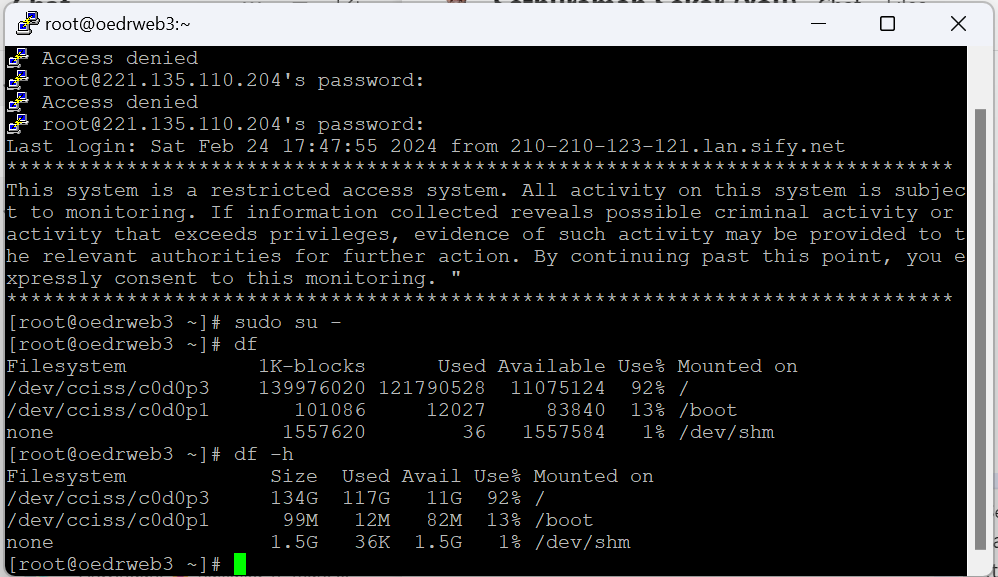 root@oedrweb3:~
Access denied
root@221.135.110.204's password:
Access denied
root@221.135.110.204's password:
Last login: Sat Feb 24 17:47:55 2024 from 210-210-123-121.lan.sify.net
*******************************************************************************
This system is a restricted access system. All activity on this system is subjec
t to monitoring. If information collected reveals possible criminal activity or
activity that exceeds privileges, evidence of such activity may be provided to t
he relevant authorities for further action. By continuing past this point, you e
xpressly consent to this monitoring. "
*******************************************************************************
[root@oedrweb3 ~]# sudo su -
[root@oedrweb3 ~]# df
Filesystem           1K-blocks      Used Available Use% Mounted on
/dev/cciss/c0d0p3    139976020 121790528  11075124  92% /
/dev/cciss/c0d0p1       101086     12027     83840  13% /boot
none                   1557620        36   1557584   1% /dev/shm
[root@oedrweb3 ~]# df -h
Filesystem            Size  Used Avail Use% Mounted on
/dev/cciss/c0d0p3     134G  117G   11G  92% /
/dev/cciss/c0d0p1      99M   12M   82M  13% /boot
none                  1.5G   36K  1.5G   1% /dev/shm
[root@oedrweb3 ~]#